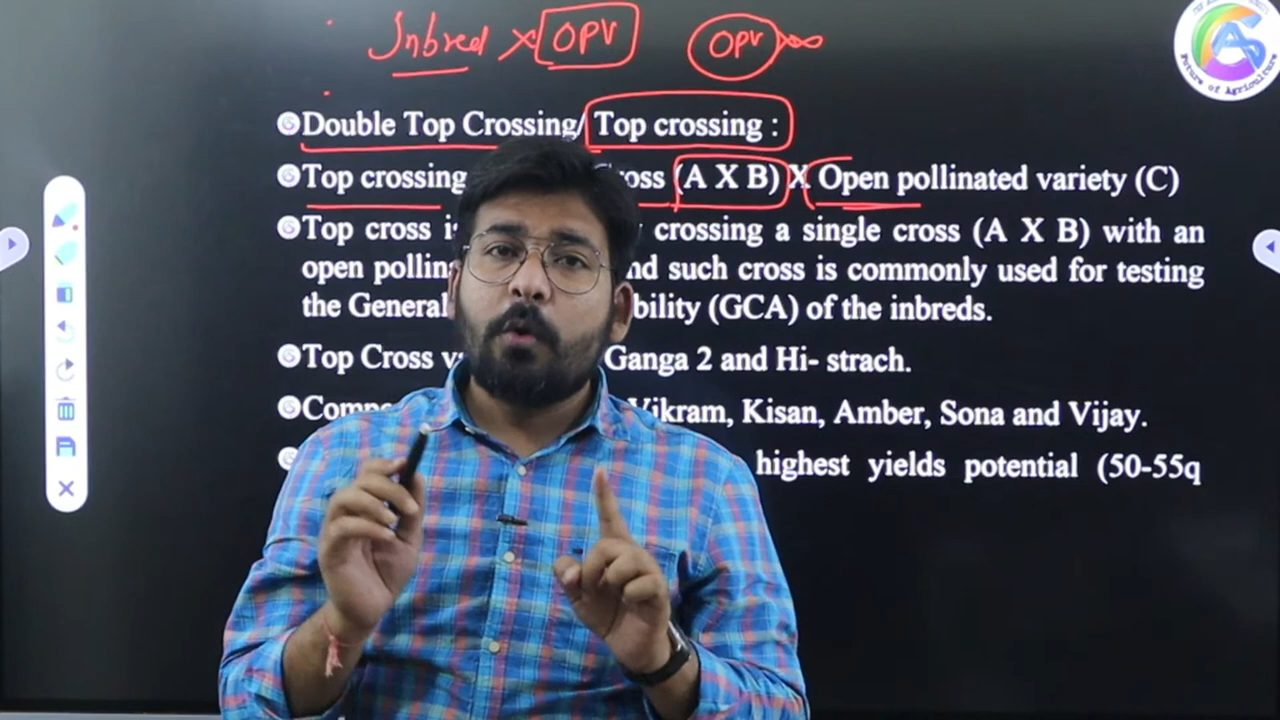 Inbred × OPV OPV
Double Top Crossing/ Top crossing :
Top crossing ross (A X B) X Open pollinated variety (C)
Top cross is crossing a single cross (A X B) with an
open pollin nd such cross is commonly used for testing
the General bility (GCA) of the inbreds.
Top Cross v Ganga 2 and Hi- strach.
Compo Vikram, Kisan, Amber, Sona and Vijay.
highest yields potential (50-55q
Future of Agriculture